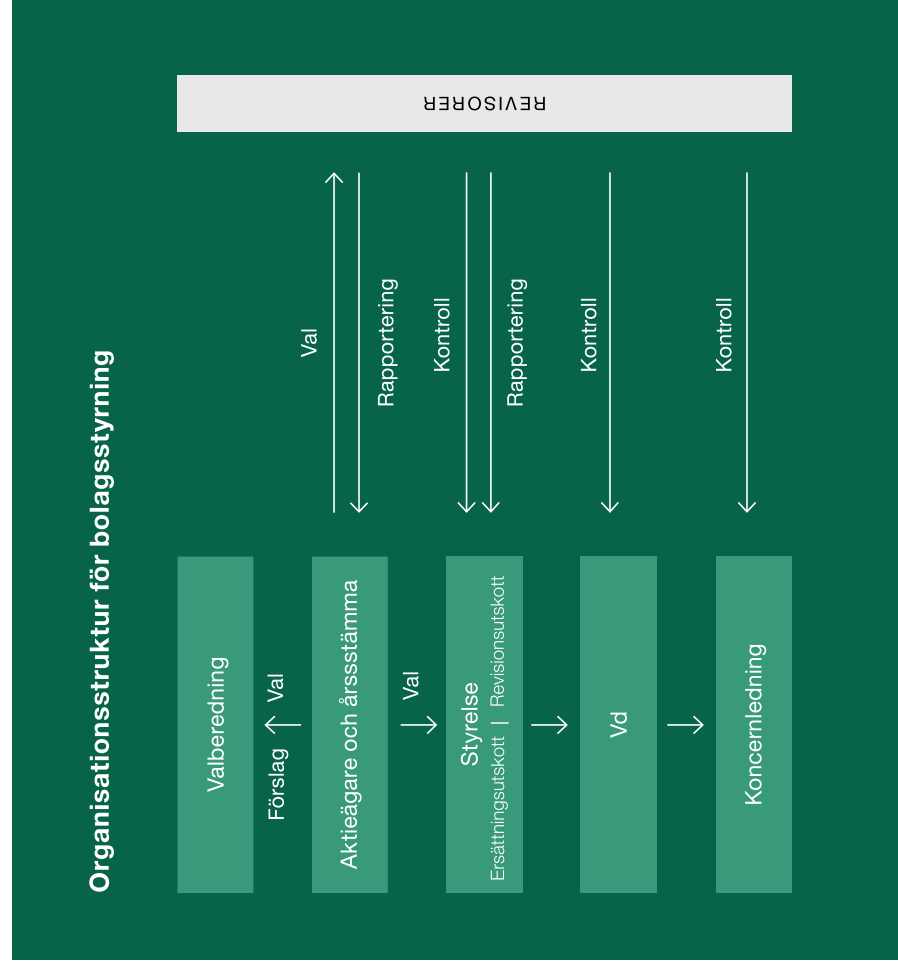 Organisationsstruktur för bolagsstyrning
Valberedning
Förslag
Val
Aktieägare och årssstämma
Val
Styrelse
Ersättningsutskott | Revisionsutskott
Vd
Koncernledning
Val
Rapportering
Kontroll
Rapportering
Kontroll
Kontroll
REVISORER